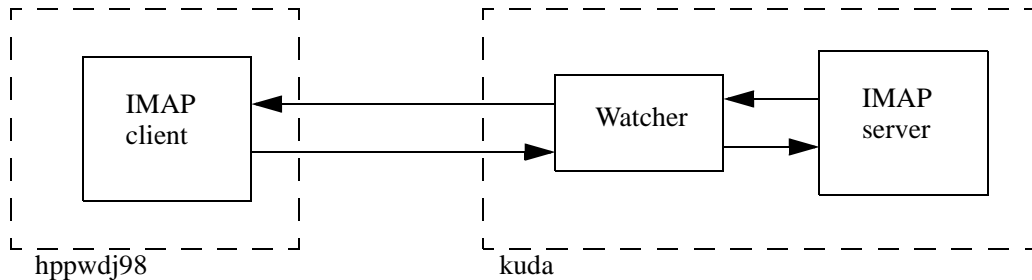 IMAP
client
Watcher
IMAP
server
hppwdj98
kuda